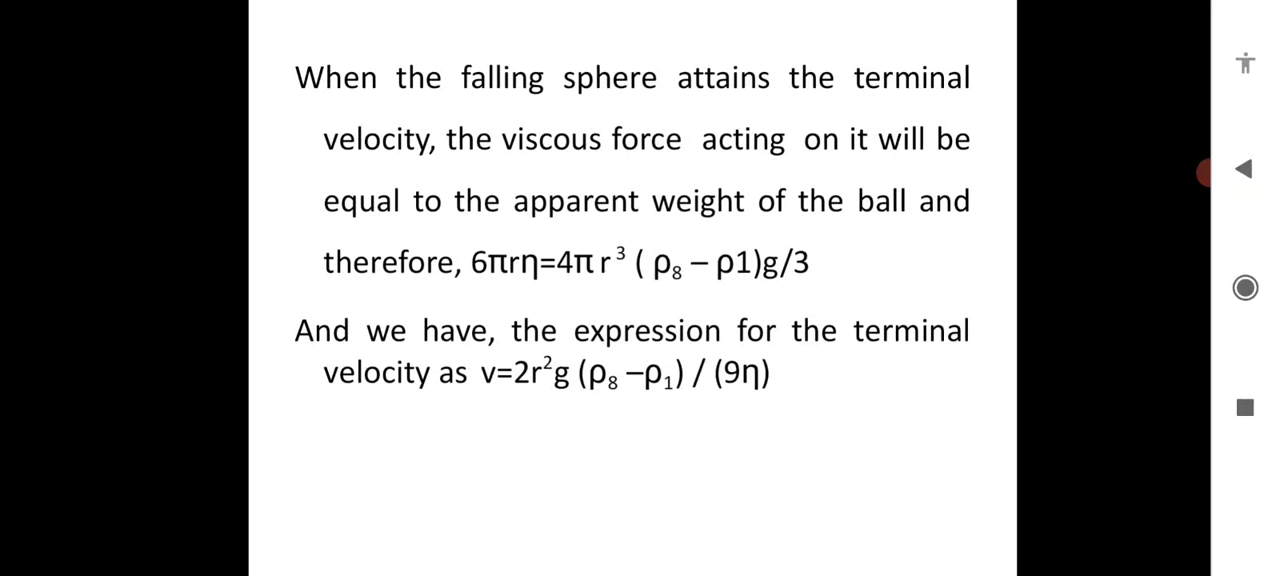 When the falling sphere attains the terminal
velocity, the viscous force acting on it will be
equal to the apparent weight of the ball and
therefore, 6πrη=4π r³ ( ρ₈ – ρ1)g/3
And we have, the expression for the terminal
velocity as v=2r²g (ρ₈ –ρ₁) / (9η)